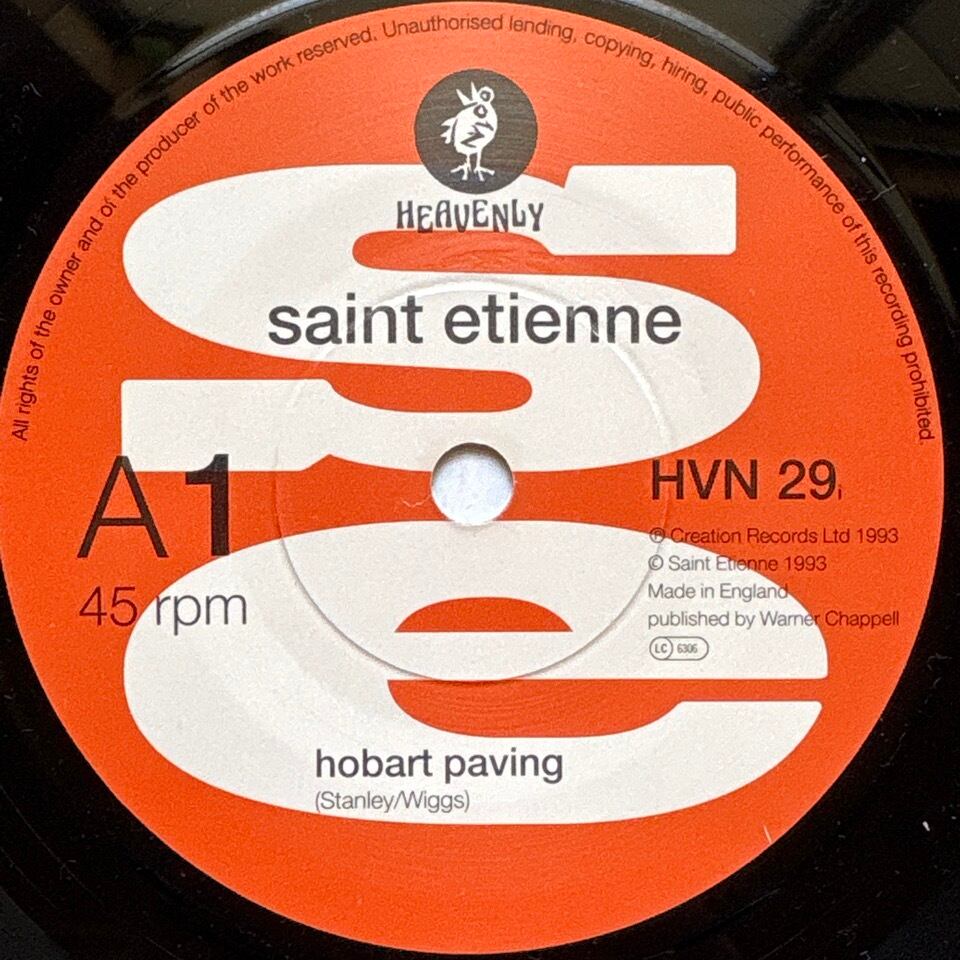 All rights of the owner and of the producer of the work reserved. Unauthorised lending, copying, hiring, public performance of this recording prohibited.
HEAVENLY
s
saint etienne
A1
45 rpm
HVN 29i
℗ Creation Records Ltd 1993
© Saint Etienne 1993
Made in England
published by Warner Chappell
LC 6306
e
hobart paving
(Stanley/Wiggs)